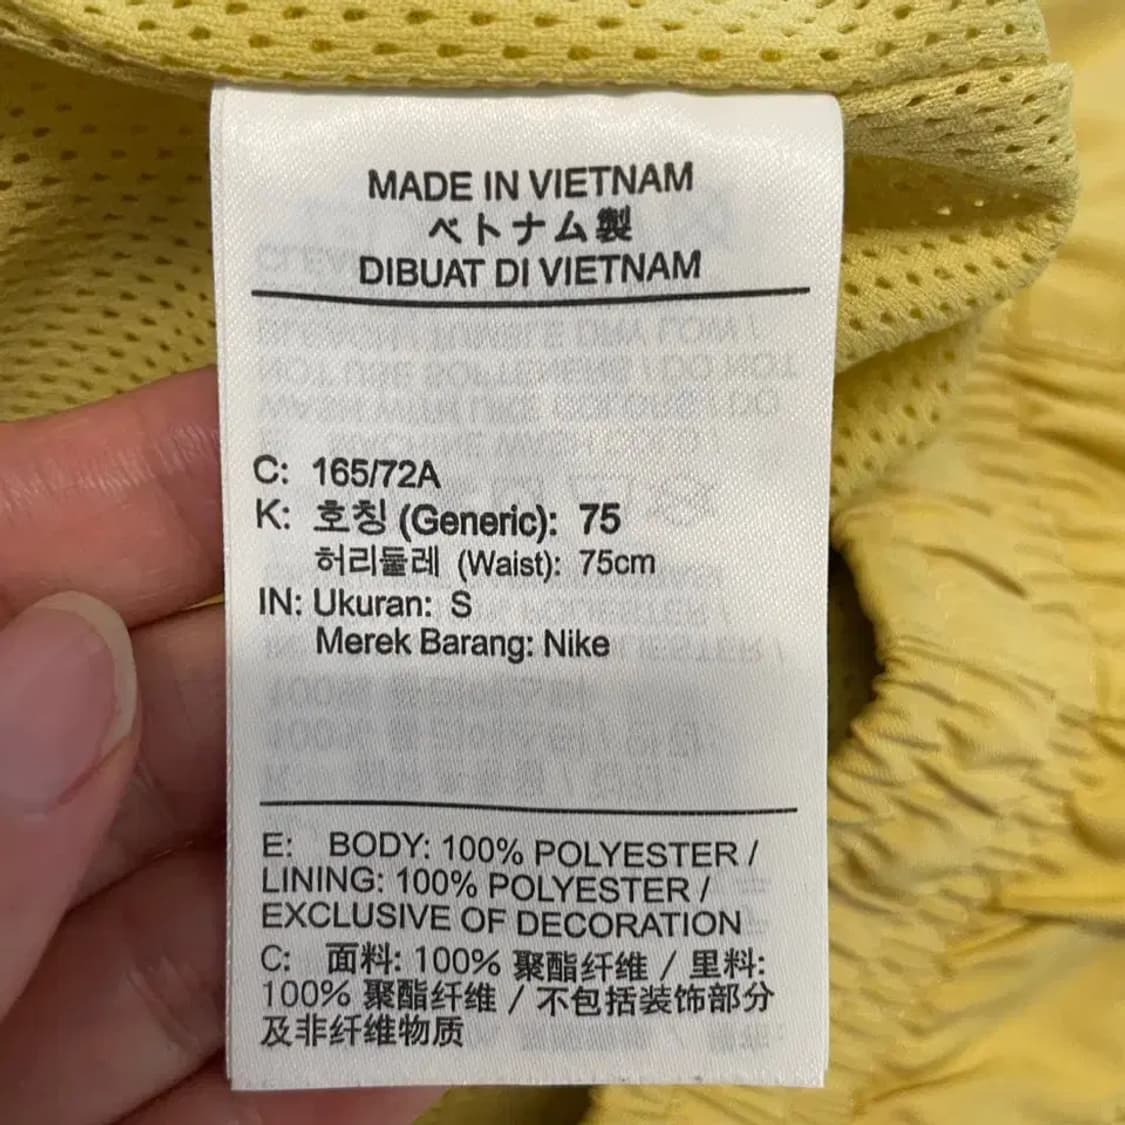 MADE IN VIETNAM
ベトナム製
DIBUAT DI VIETNAM
C: 165/72A
K: 호칭 (Generic): 75
허리둘레 (Waist): 75cm
IN: Ukuran: S
Merek Barang: Nike
E: BODY: 100% POLYESTER /
LINING: 100% POLYESTER /
EXCLUSIVE OF DECORATION
C: 面料: 100% 聚酯纤维 / 里料:
100% 聚酯纤维 / 不包括装饰部分
及非纤维物质